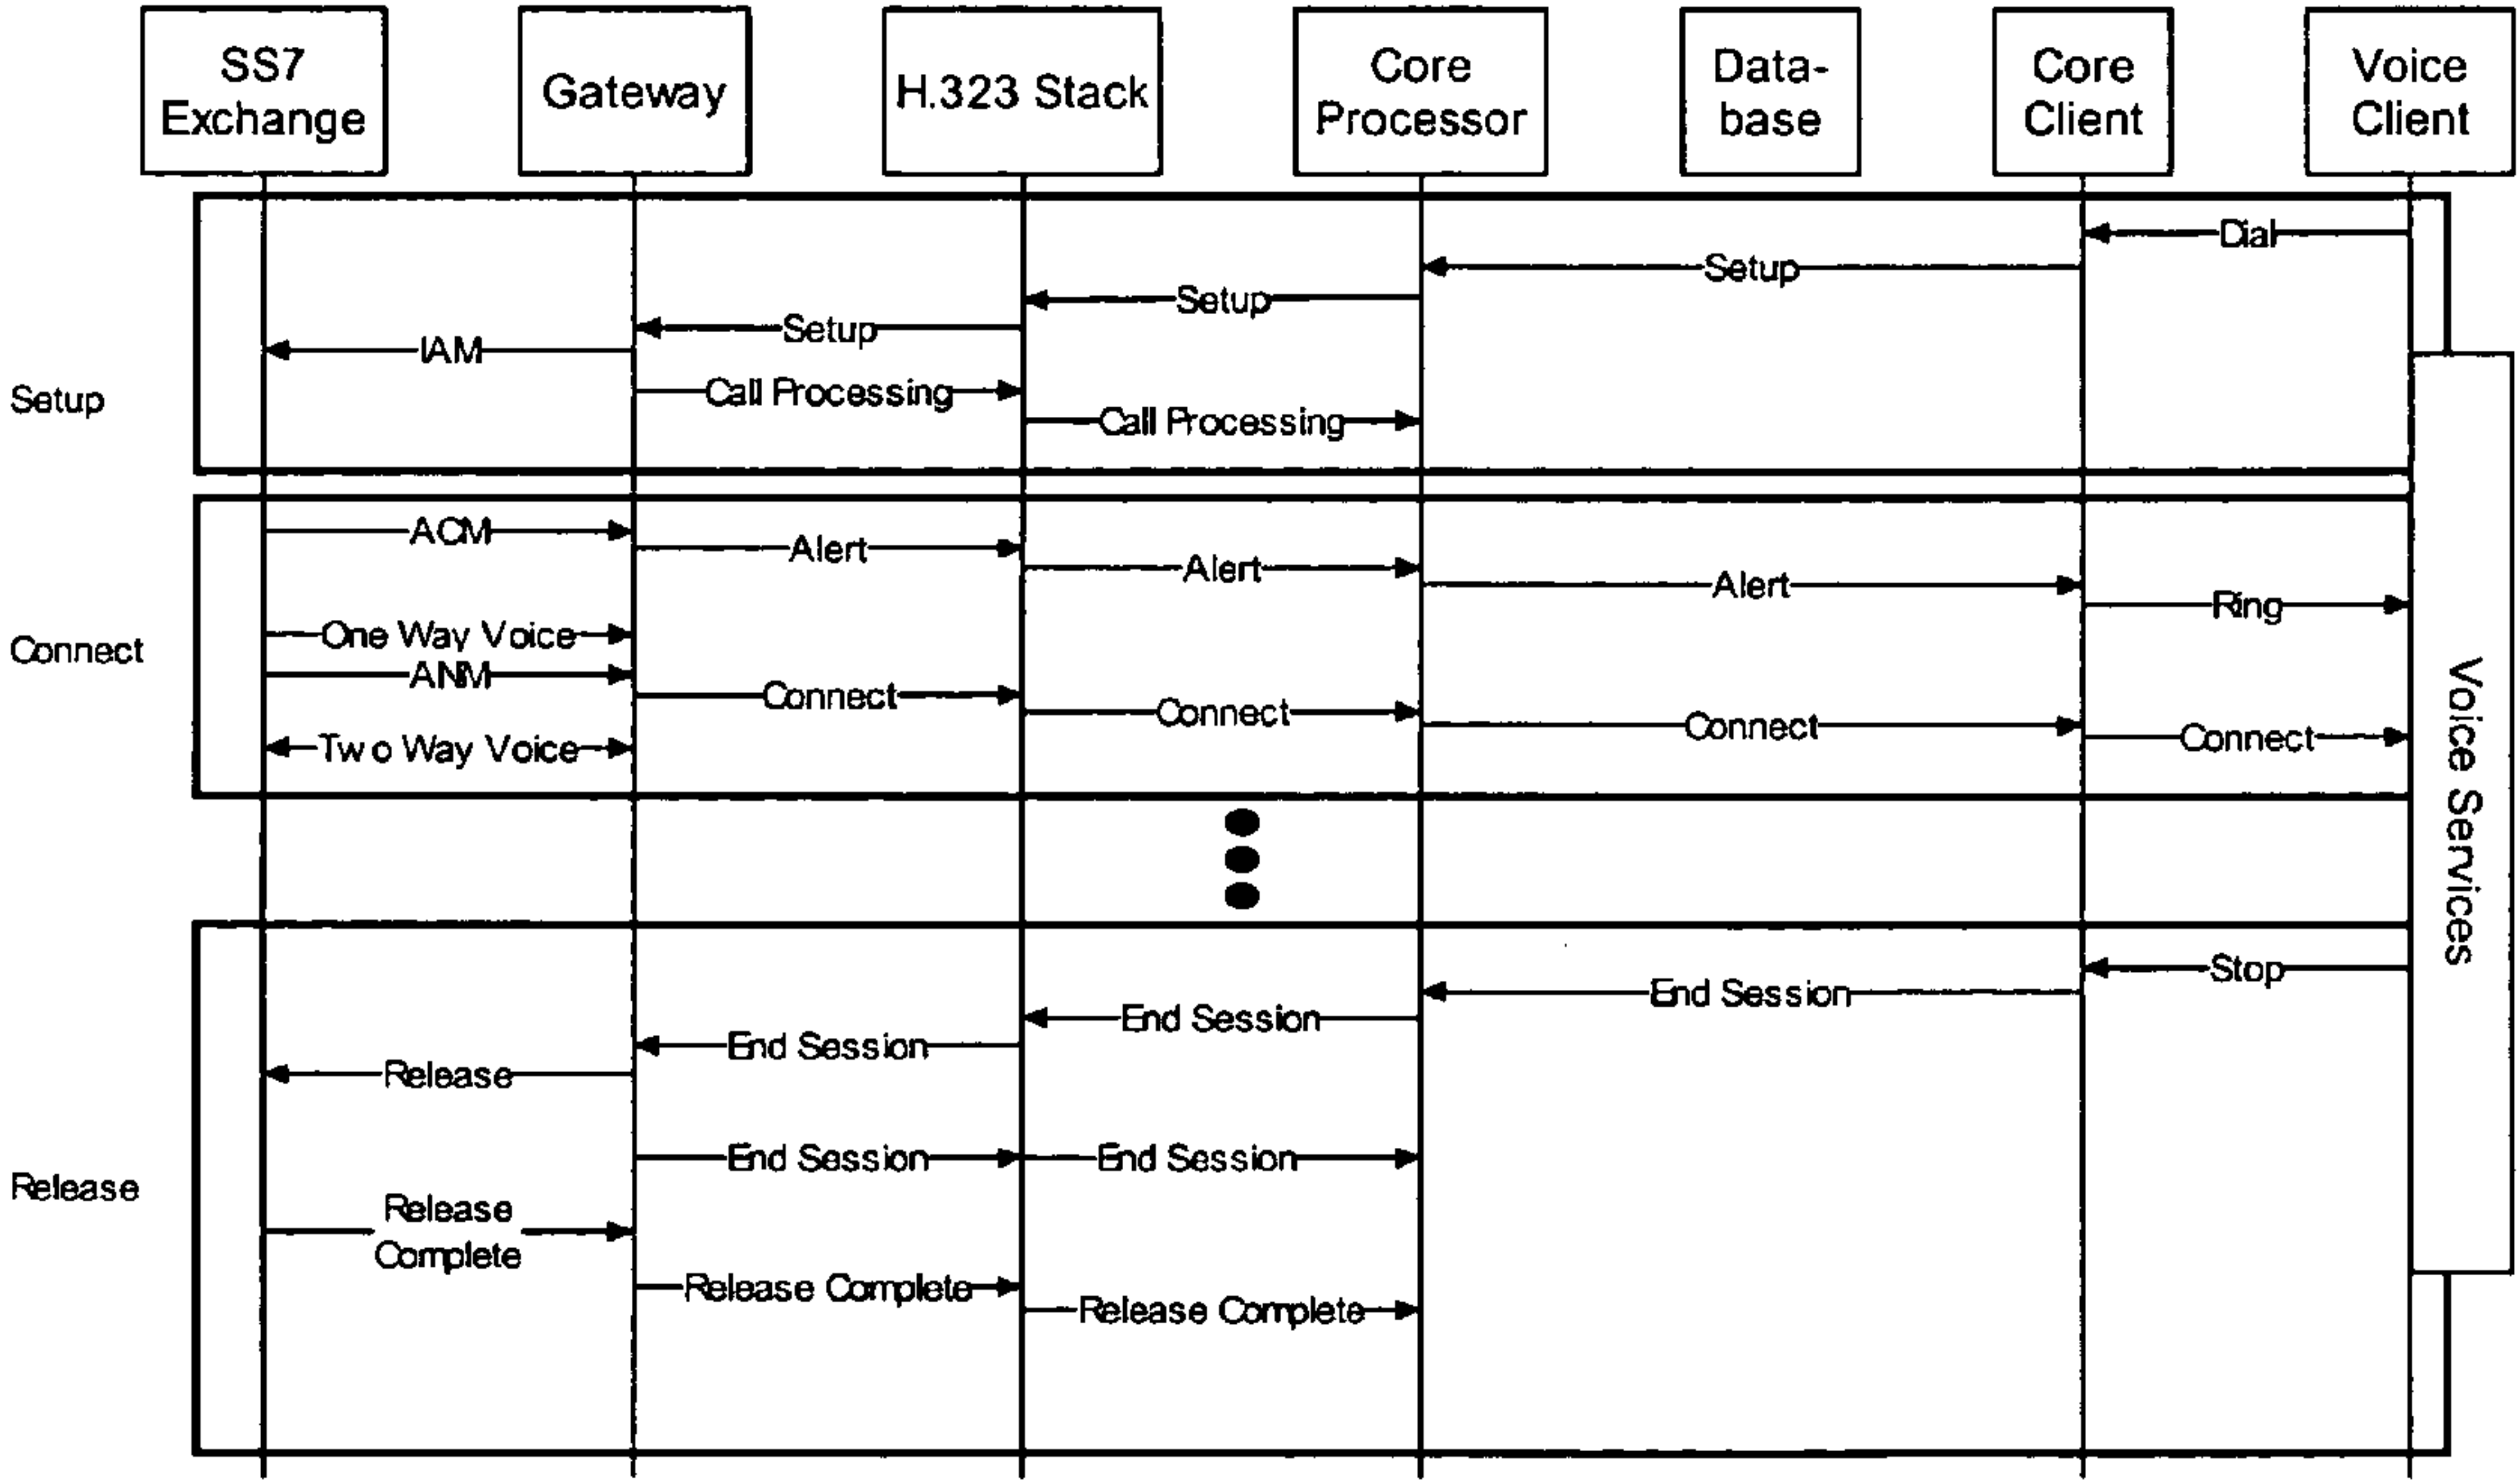 SS7
Exchange
Gateway
H.323 Stack
Core
Processor
Data-
base
Core
Client
Voice
Client
Dial
Setup
Setup
Setup
IAM
Call Processing
Call Processing
Setup
ACM
Alert
Alert
Alert
Ring
One Way Voice
ANM
Connect
Connect
Connect
Connect
Two Way Voice
Connect
Voice Services
Stop
End Session
End Session
End Session
Release
End Session
End Session
Release
Release
Complete
Release Complete
Release Complete